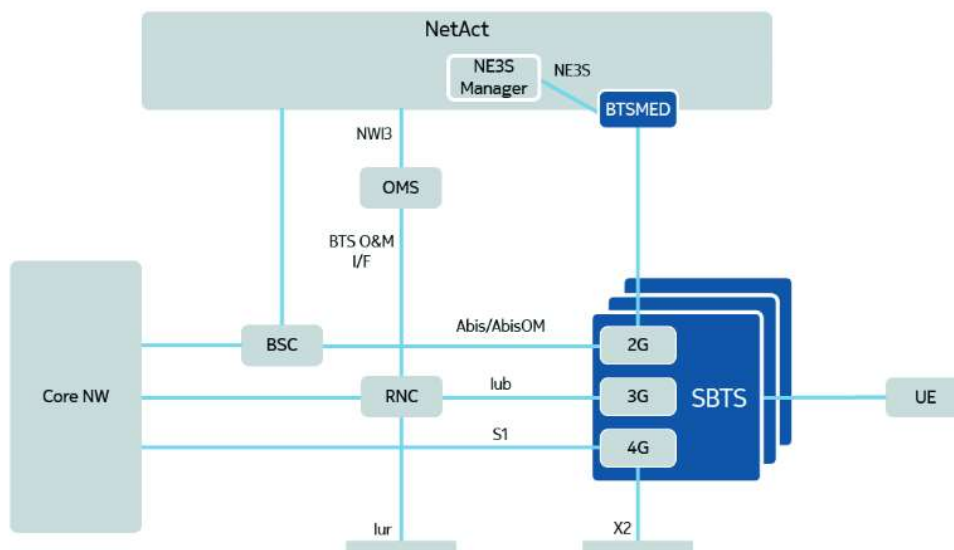 NetAct
NE3S
Manager
NE3S
BTSMED
NWI3
OMS
BTS O&M
I/F
Abis/AbisOM
BSC
2G
Iub
Core NW
RNC
3G
SBTS
UE
S1
4G
Iur
X2